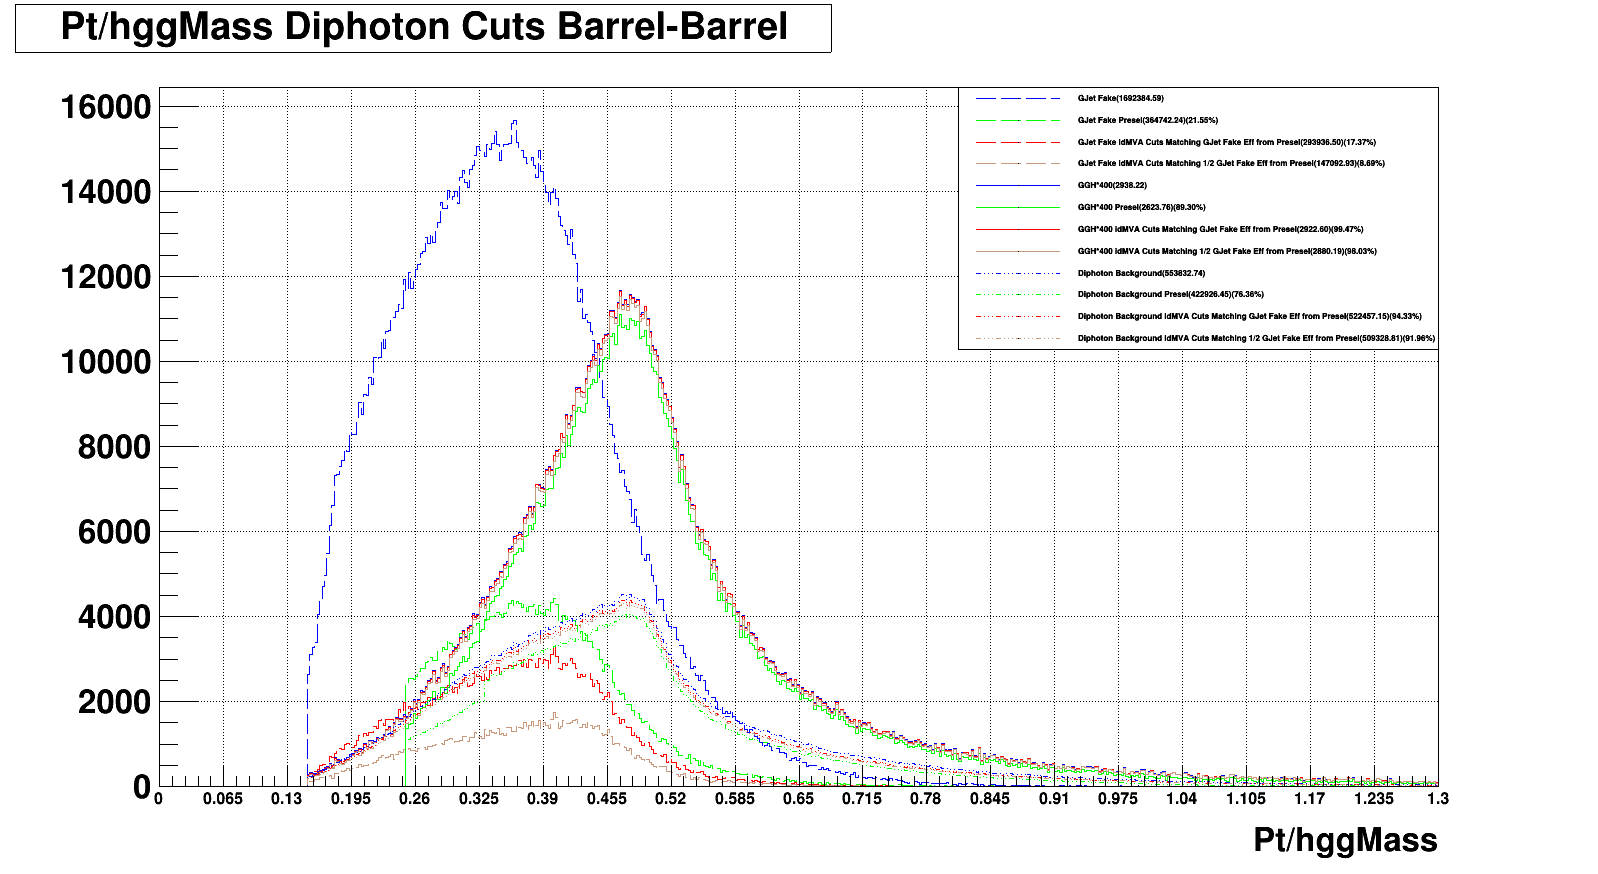 Pt/hggMass Diphoton Cuts Barrel-Barrel
16000
14000
12000
10000
8000
6000
4000
2000
0
GJet Fake(1692384.59)
GJet Fake Presel(364742.24)(21.55%)
GJet Fake IdMVA Cuts Matching GJet Fake Eff from Presel(293936.50)(17.37%)
GJet Fake IdMVA Cuts Matching 1/2 GJet Fake Eff from Presel(147092.93)(8.69%)
GGH*400(2938.22)
GGH*400 Presel(2623.76)(89.30%)
GGH*400 IdMVA Cuts Matching GJet Fake Eff from Presel(2922.60)(99.47%)
GGH*400 IdMVA Cuts Matching 1/2 GJet Fake Eff from Presel(2880.19)(98.03%)
Diphoton Background(553832.74)
Diphoton Background Presel(422926.45)(76.36%)
Diphoton Background IdMVA Cuts Matching GJet Fake Eff from Presel(522457.15)(94.33%)
Diphoton Background IdMVA Cuts Matching 1/2 GJet Fake Eff from Presel(509328.81)(91.96%)
0 0.065 0.13 0.195 0.26 0.325 0.39 0.455 0.52 0.585 0.65 0.715 0.78 0.845 0.91 0.975 1.04 1.105 1.17 1.235 1.3
Pt/hggMass